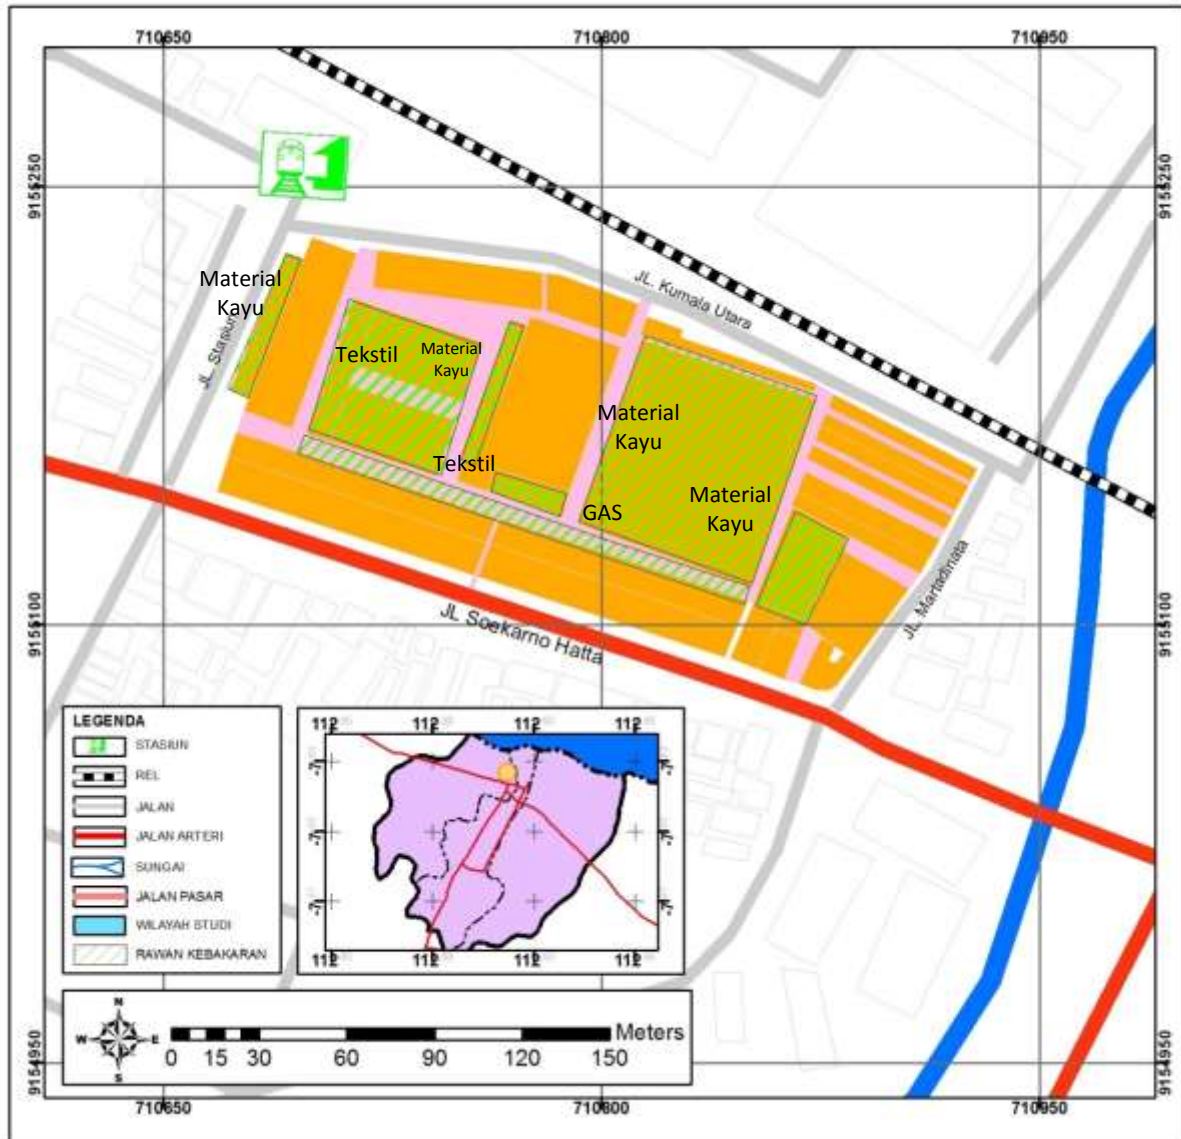 710650 710800 710950
9155250 9155250
JL. Kumala Utara
Material
Kayu
JL. Stasiun
Tekstil
Material
Kayu
Material
Kayu
Tekstil
Material
Kayu
GAS
JL. Martadinata
9155100 9155100
JL Soekarno Hatta
LEGENDA
STASIUN
REL
JALAN
JALAN ARTERI
SUNGAI
JALAN PASAR
WILAYAH STUDI
RAWAN KEBAKARAN
112 112 112 112
112 112 112 112
N
W E
S
0 15 30 60 90 120 150 Meters
9154950 9154950
710650 710800 710950